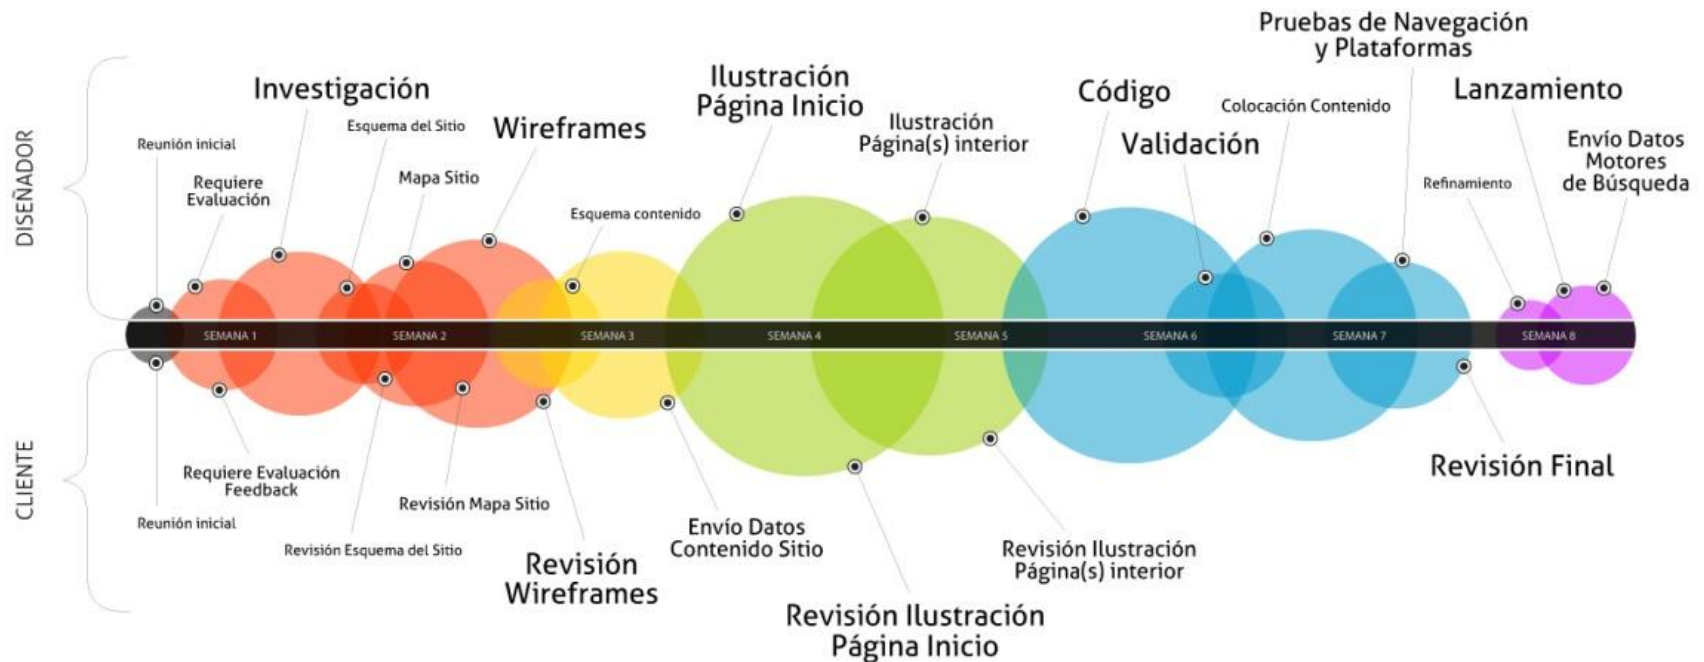 DISEÑADOR
Reunión inicial
Requiere
Evaluación
Investigación
Esquema del Sitio
Mapa Sitio
Wireframes
Esquema contenido
Ilustración
Página Inicio
Ilustración
Página(s) interior
Código
Validación
Colocación Contenido
Pruebas de Navegación
y Plataformas
Refinamiento
Lanzamiento
Envío Datos
Motores
de Búsqueda
SEMANA 1
SEMANA 2
SEMANA 3
SEMANA 4
SEMANA 5
SEMANA 6
SEMANA 7
SEMANA 8
CLIENTE
Reunión inicial
Requiere Evaluación
Feedback
Revisión Esquema del Sitio
Revisión Mapa Sitio
Revisión
Wireframes
Envío Datos
Contenido Sitio
Revisión Ilustración
Página Inicio
Revisión Ilustración
Página(s) interior
Revisión Final